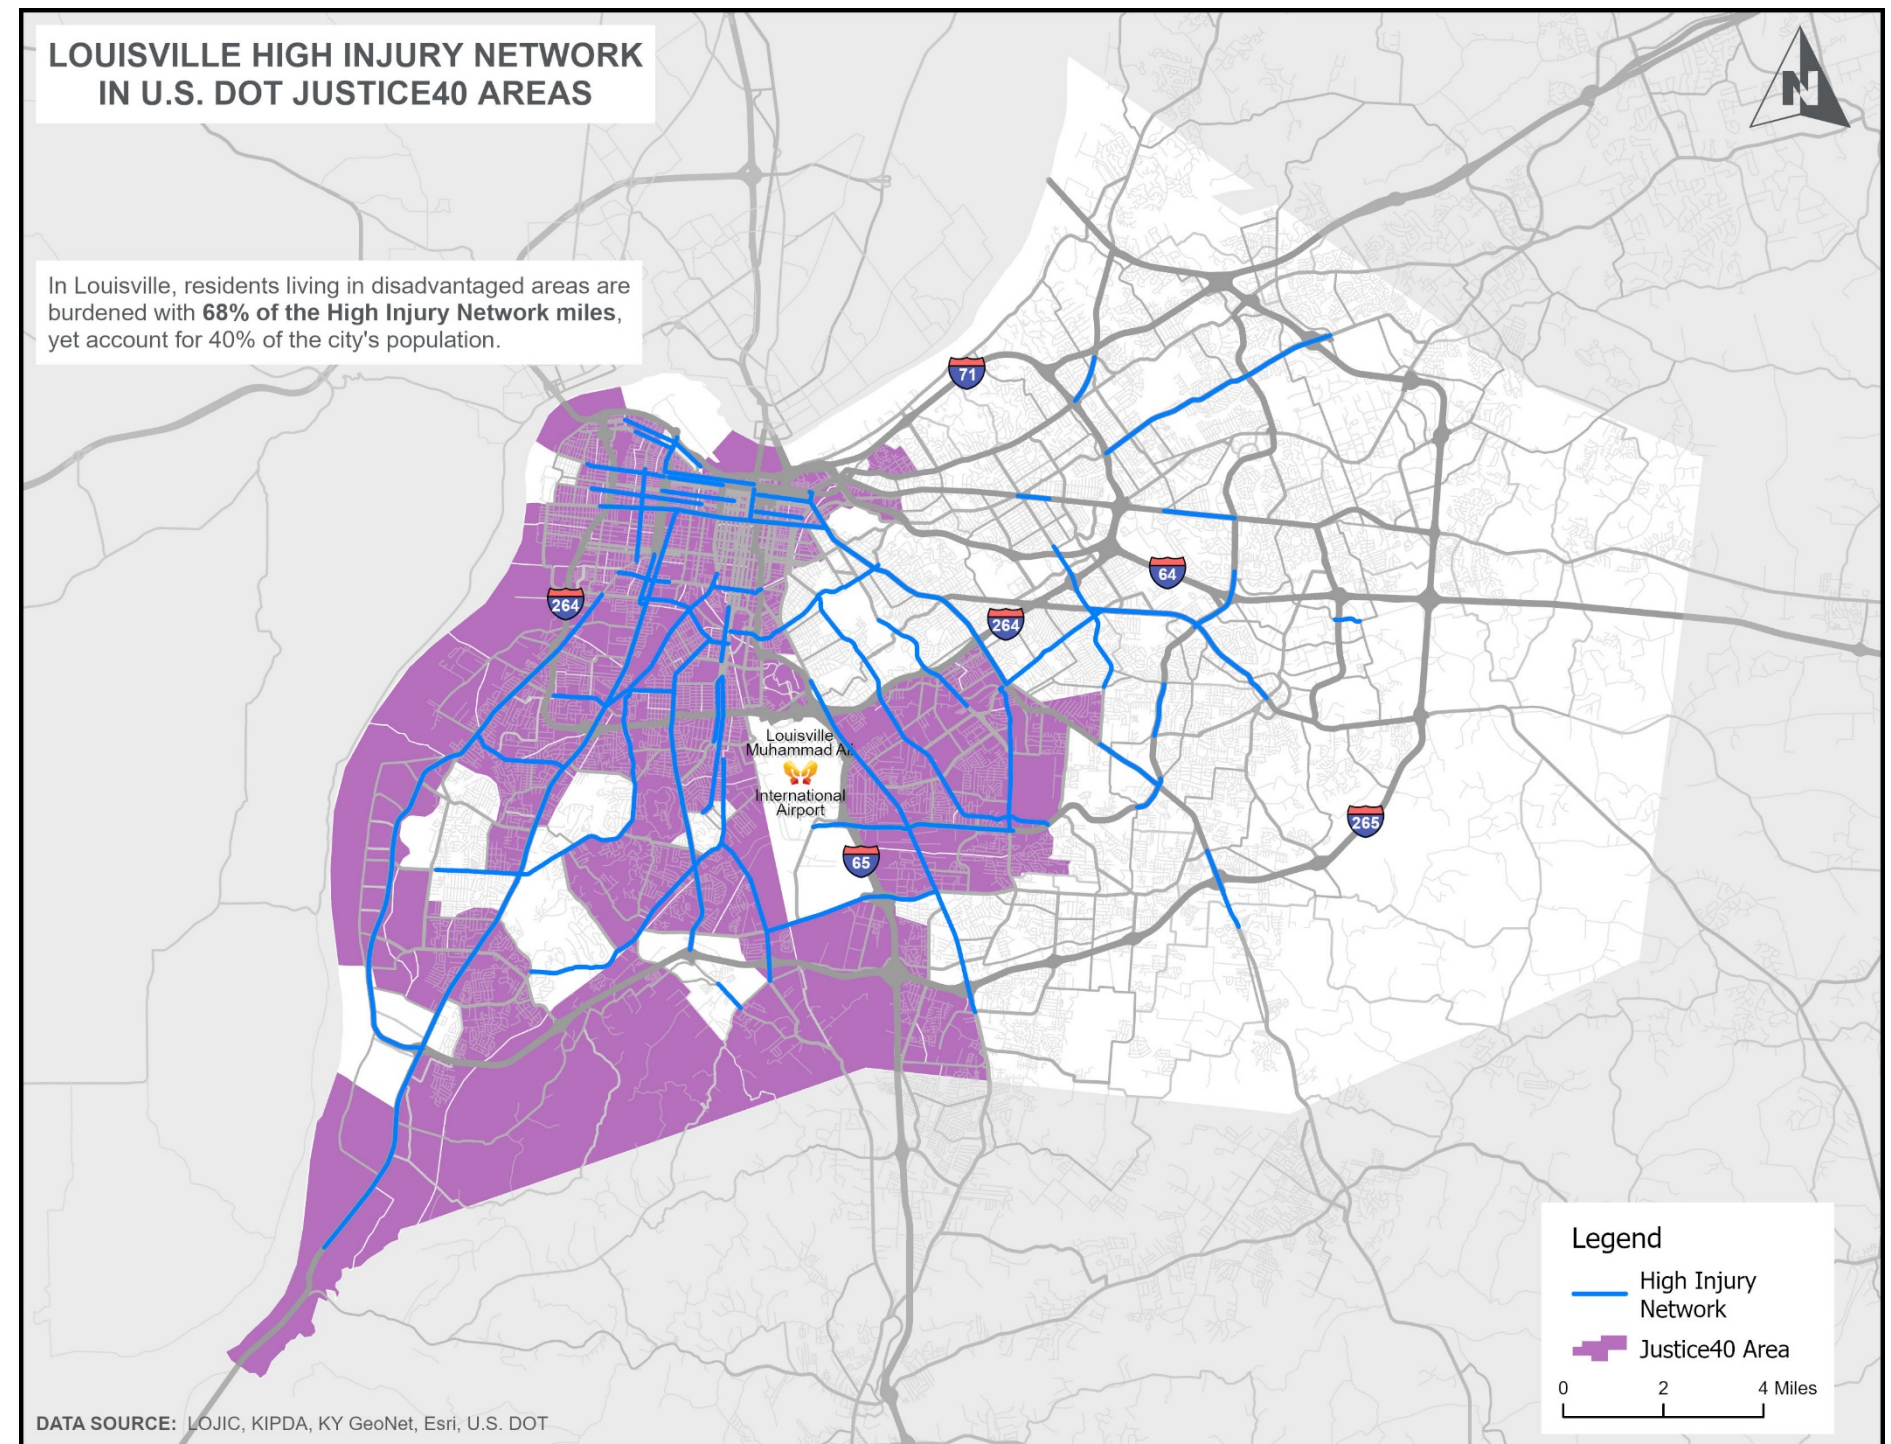 LOUISVILLE HIGH INJURY NETWORK
IN U.S. DOT JUSTICE40 AREAS
N
In Louisville, residents living in disadvantaged areas are
burdened with 68% of the High Injury Network miles,
yet account for 40% of the city's population.
71
64
264
264
Louisville
Muhammad Ali
International
Airport
265
65
Legend
High Injury
Network
Justice40 Area
0 2 4 Miles
DATA SOURCE: LOJIC, KIPDA, KY GeoNet, Esri, U.S. DOT